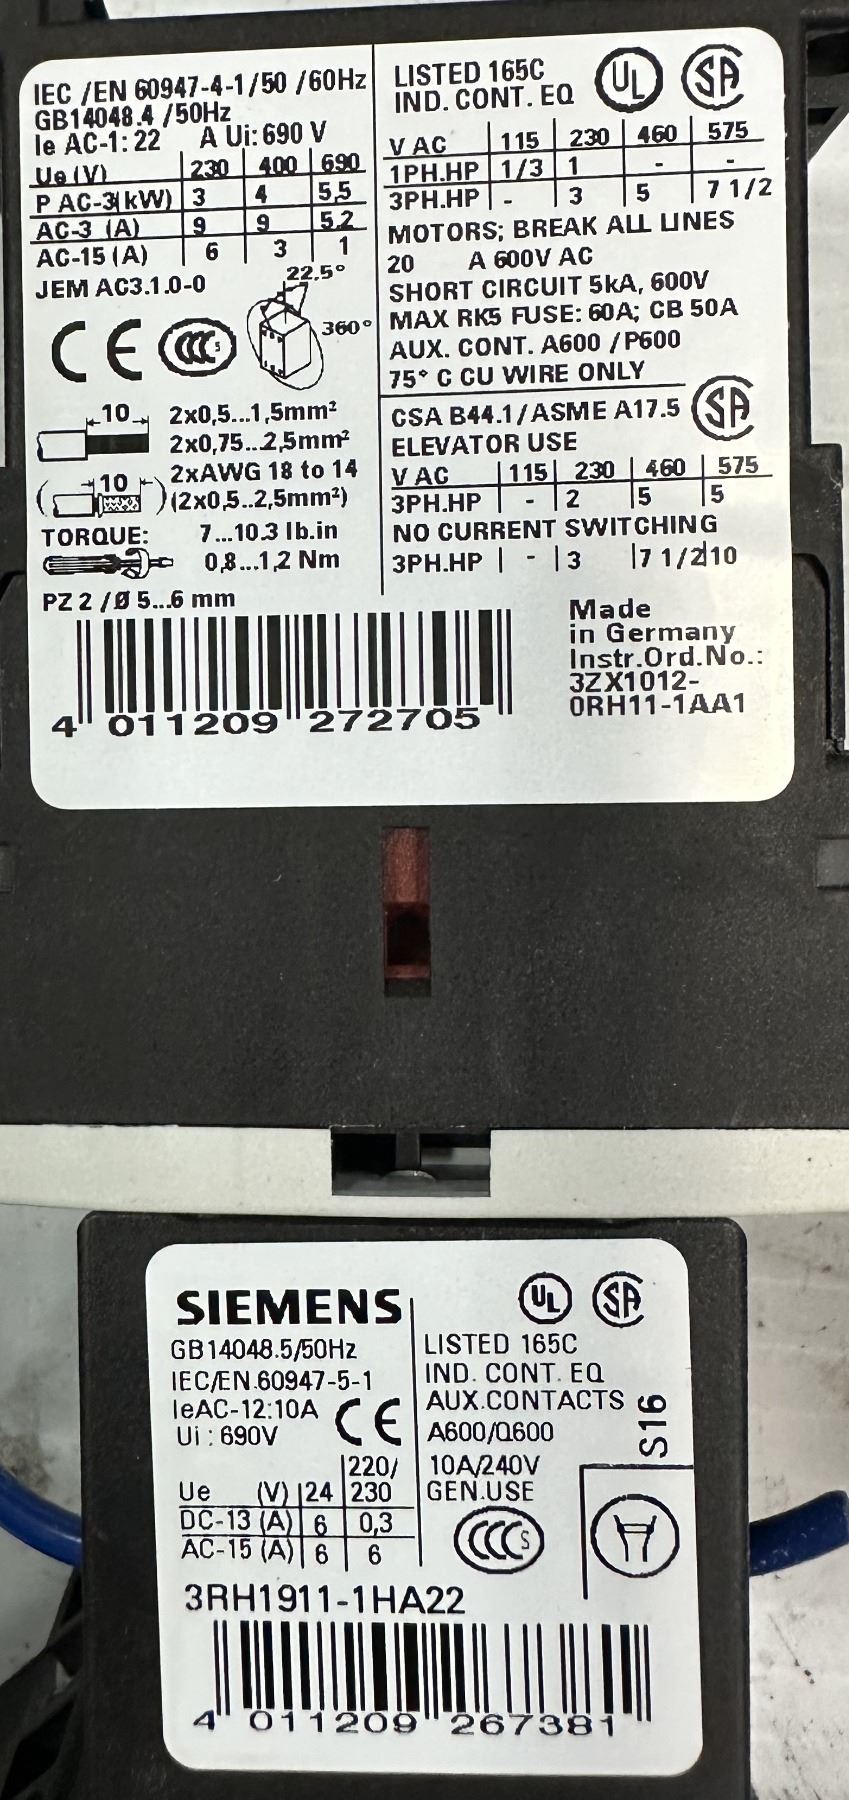 IEC /EN 60947-4-1/50 /60Hz
GB14048.4 /50Hz
Ie AC-1: 22 A Ui: 690 V
Ue (V) 230 400 690
P AC-3(kW) 3 4 5,5
AC-3 (A) 9 9 5,2
AC-15 (A) 6 3 1
JEM AC3.1.0-0
22.5°
360°
CE CCC S
10 2x0,5...1,5mm²
2x0,75...2,5mm²
10 2xAWG 18 to 14
(2x0,5..2,5mm²)
TORQUE: 7...10.3 lb.in
0,8...1,2 Nm
PZ 2 / Ø 5...6 mm
4 011209 272705
LISTED 165C
IND. CONT. EQ
UL SA
V AC 115 230 460 575
1PH.HP 1/3 1 - -
3PH.HP - 3 5 7 1/2
MOTORS; BREAK ALL LINES
20 A 600V AC
SHORT CIRCUIT 5kA, 600V
MAX RK5 FUSE: 60A; CB 50A
AUX. CONT. A600 / P600
75° C CU WIRE ONLY
CSA B44.1/ASME A17.5 SA
ELEVATOR USE
V AC 115 230 460 575
3PH.HP - 2 5 5
NO CURRENT SWITCHING
3PH.HP - 3 7 1/2 10
Made
in Germany
Instr.Ord.No.:
3ZX1012-
0RH11-1AA1
SIEMENS
GB14048.5/50Hz
IEC/EN.60947-5-1
IeAC-12:10A
Ui : 690V
CE
Ue (V) 24 220/
230
DC-13 (A) 6 0,3
AC-15 (A) 6 6
UL SA
LISTED 165C
IND. CONT. EQ
AUX.CONTACTS
A600/Q600
10A/240V
GEN.USE
S16
CCC S
3RH1911-1HA22
4 011209 267381